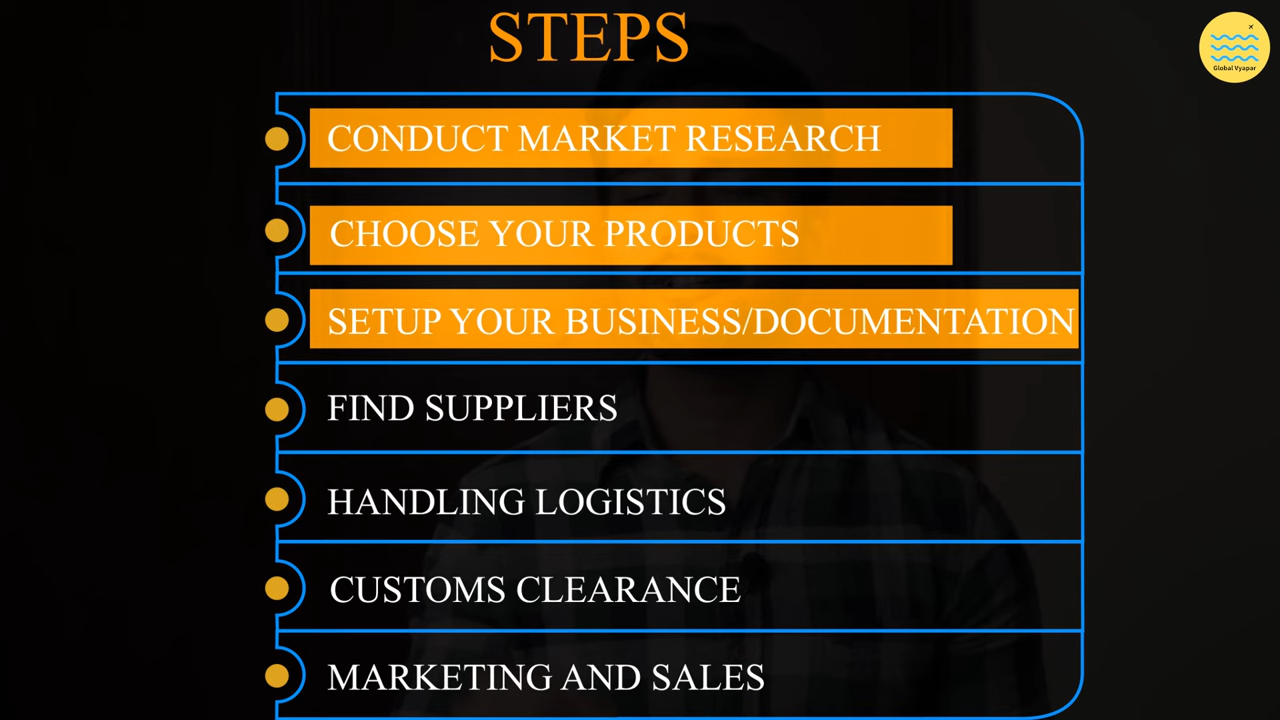 STEPS
Global Vyapar
CONDUCT MARKET RESEARCH
CHOOSE YOUR PRODUCTS
SETUP YOUR BUSINESS/DOCUMENTATION
FIND SUPPLIERS
HANDLING LOGISTICS
CUSTOMS CLEARANCE
MARKETING AND SALES